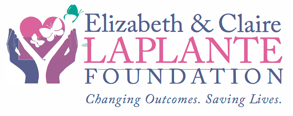 Elizabeth & Claire
LAPLANTE
FOUNDATION
Changing Outcomes. Saving Lives.